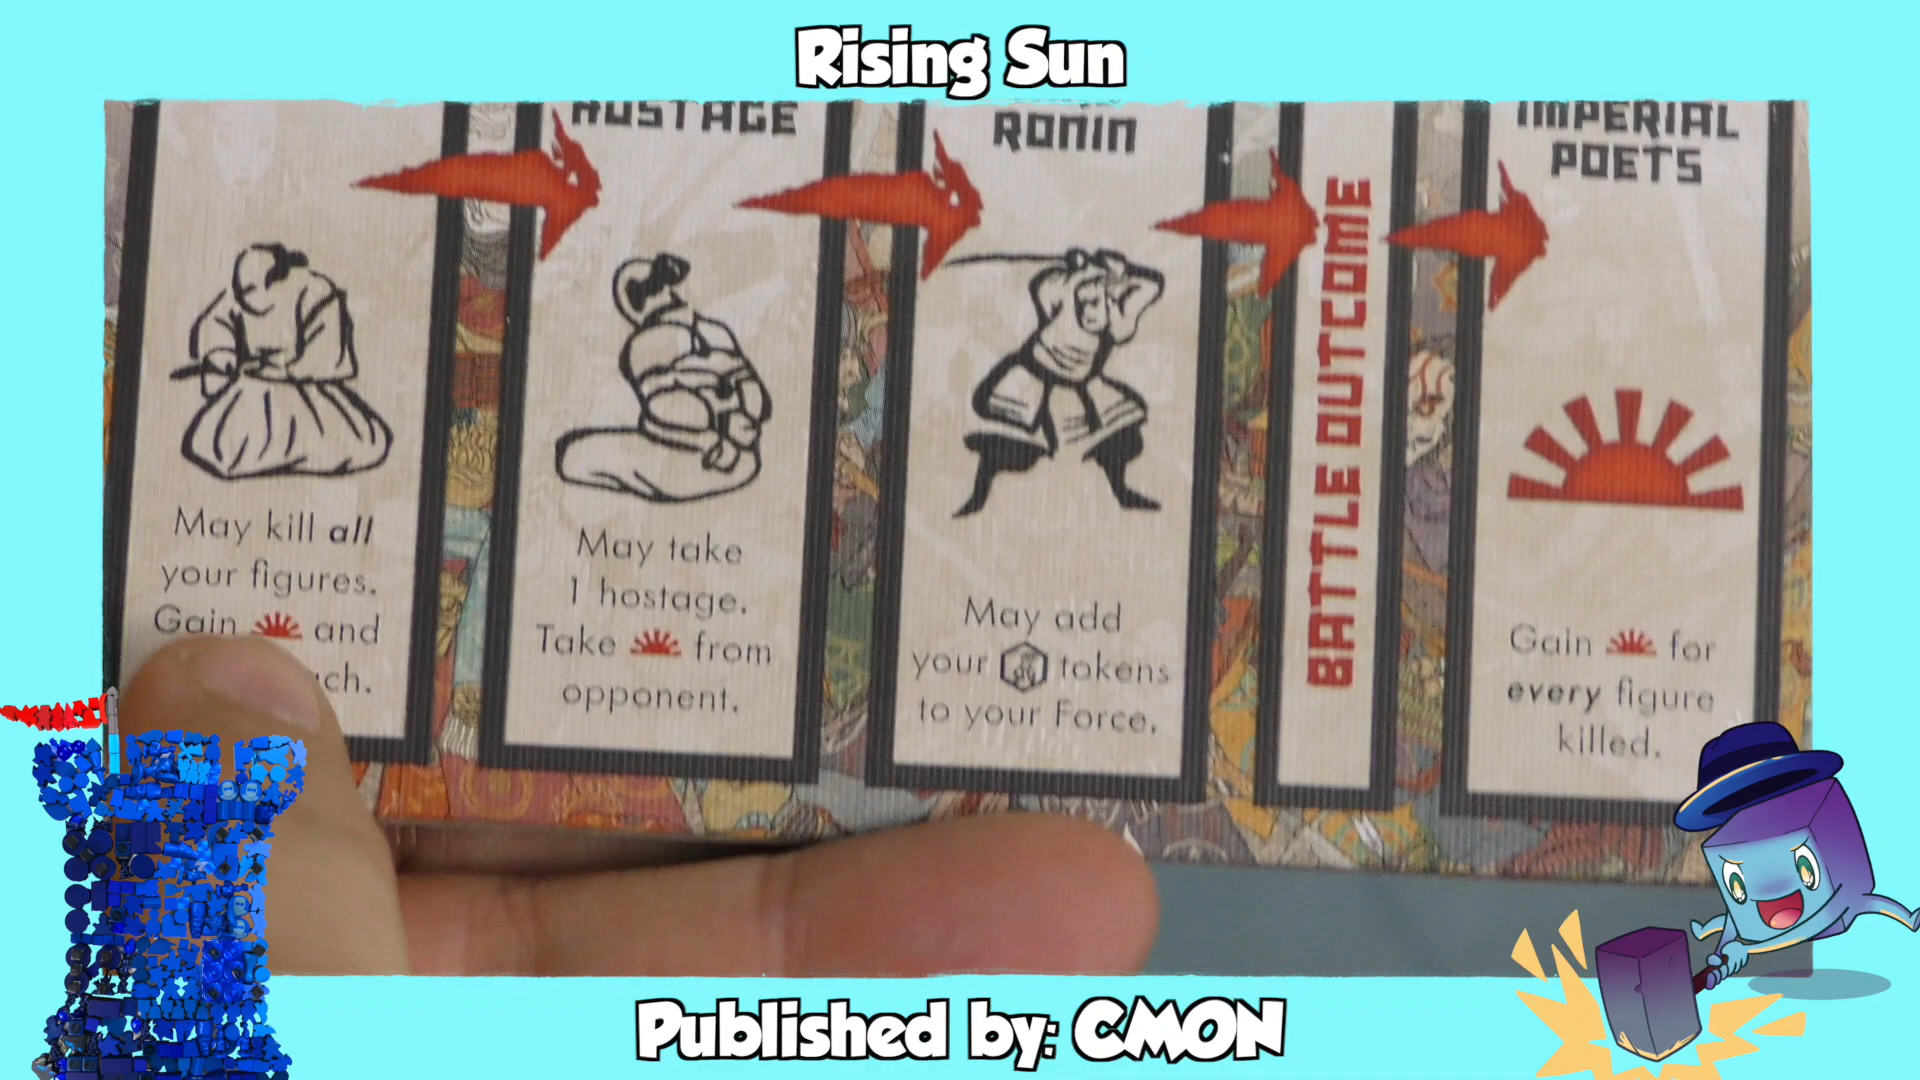 Rising Sun
May kill all
your figures.
Gain and
ch.
HOSTAGE
May take
1 hostage.
Take from
opponent.
RONIN
May add
your tokens
to your Force.
BATTLE OUTCOME
IMPERIAL
POETS
Gain for
every figure
killed.
Published by: CMON